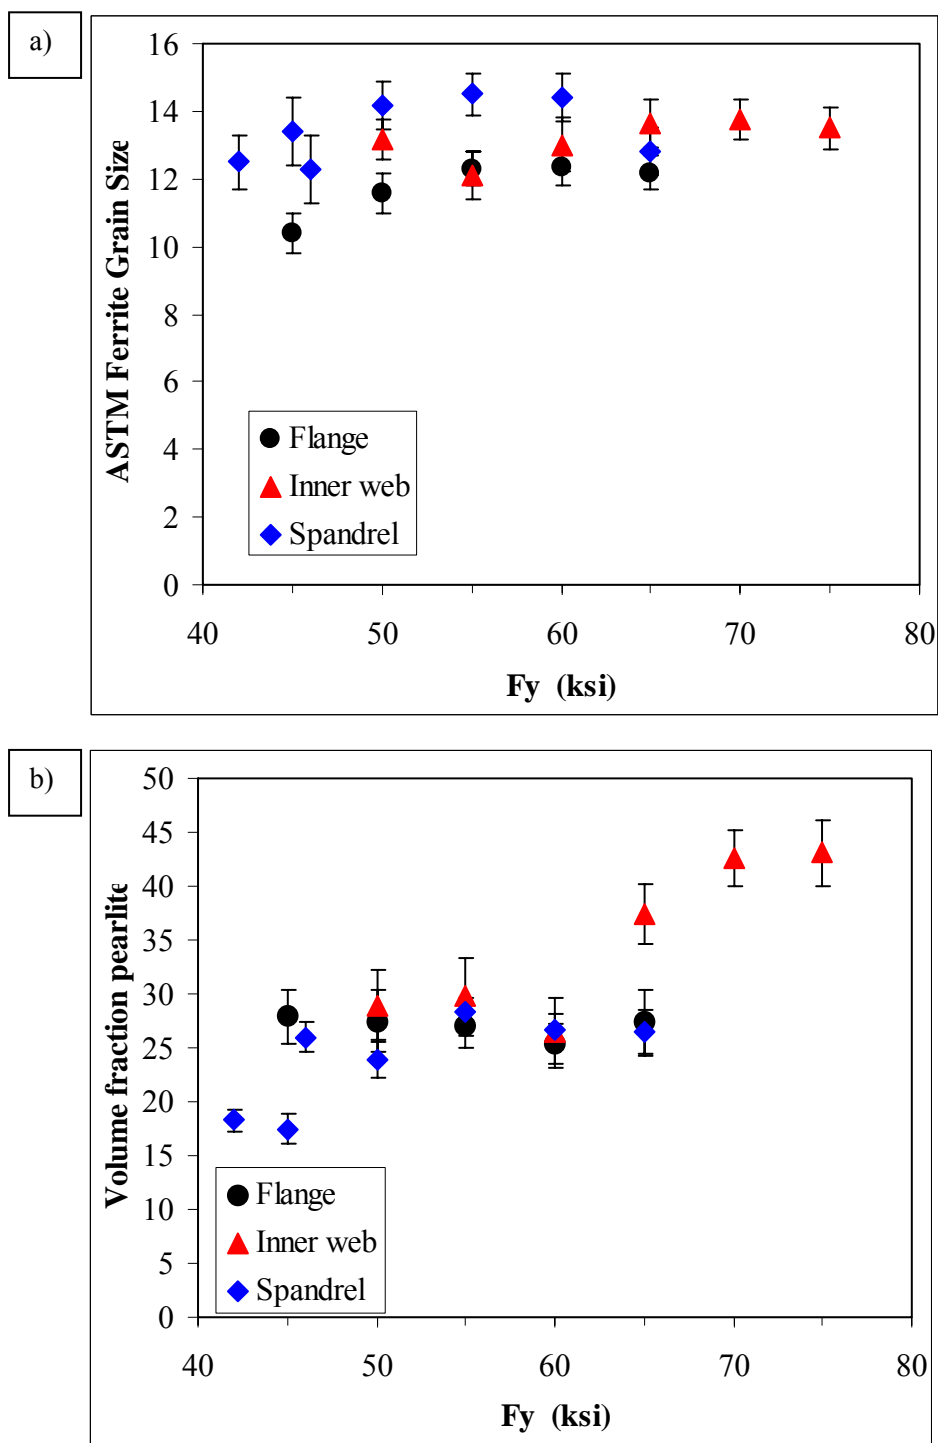 a)
16
14
12
10
8
6
4
2
0
ASTM Ferrite Grain Size
Flange
Inner web
Spandrel
40 50 60 70 80
Fy (ksi)
b)
50
45
40
35
30
25
20
15
10
5
0
Volume fraction pearlite
Flange
Inner web
Spandrel
40 50 60 70 80
Fy (ksi)